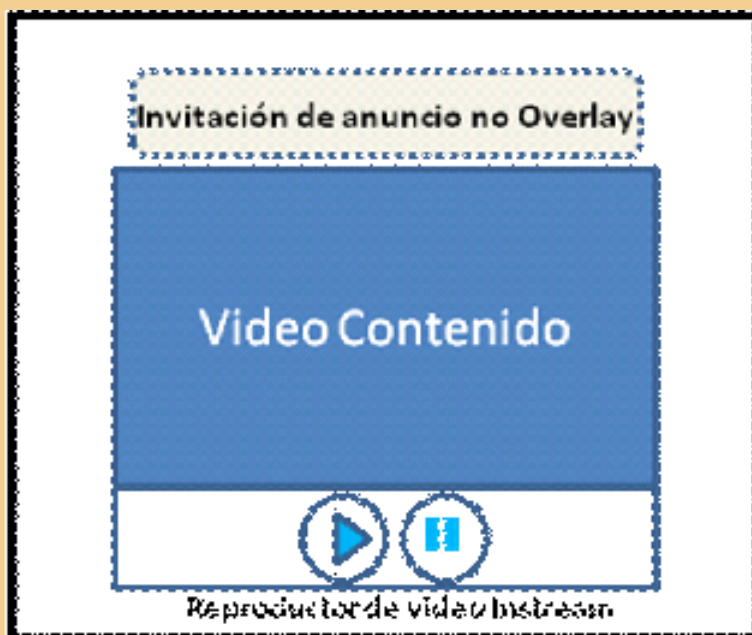 Invitación de anuncio no Overlay
Video Contenido
Reproductor de video Instream